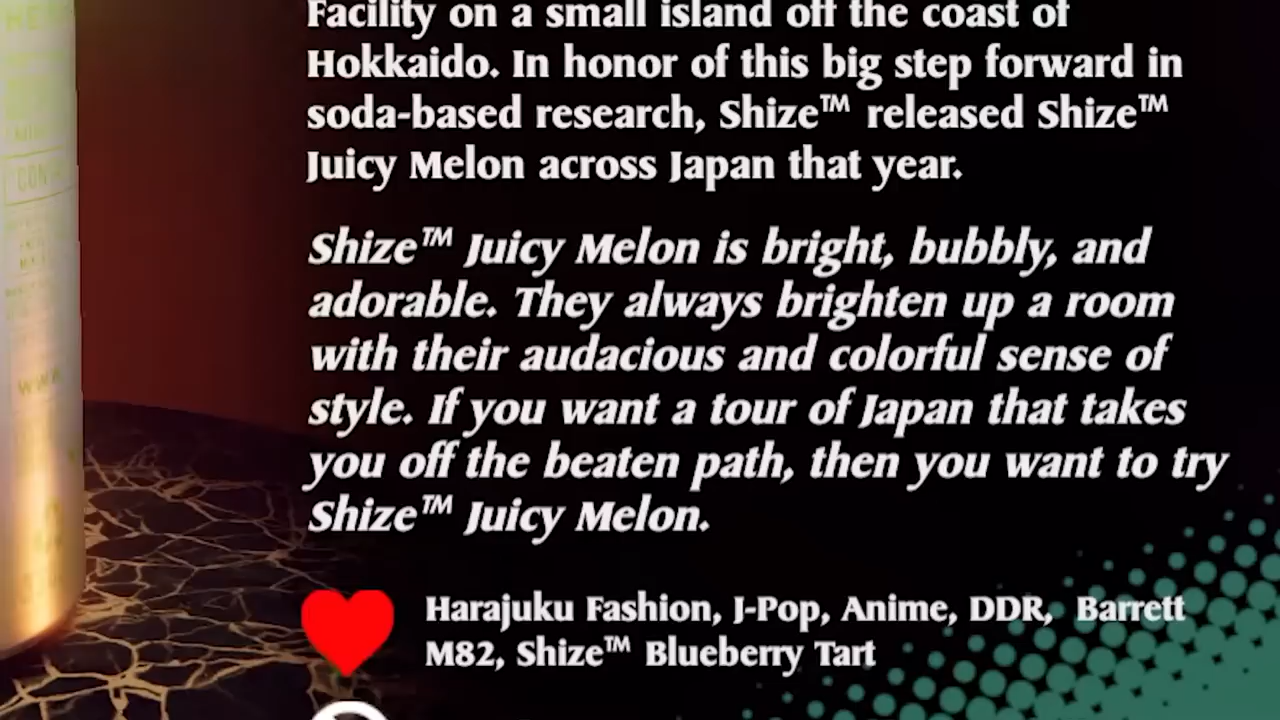 Facility on a small island off the coast of
Hokkaido. In honor of this big step forward in
soda-based research, Shize™ released Shize™
Juicy Melon across Japan that year.
Shize™ Juicy Melon is bright, bubbly, and
adorable. They always brighten up a room
with their audacious and colorful sense of
style. If you want a tour of Japan that takes
you off the beaten path, then you want to try
Shize™ Juicy Melon.
Harajuku Fashion, J-Pop, Anime, DDR,  Barrett
M82, Shize™ Blueberry Tart